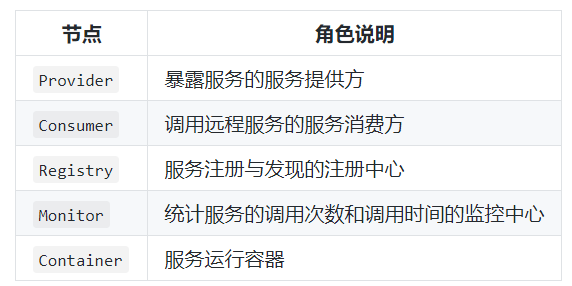 节点 角色说明
Provider 暴露服务的服务提供方
Consumer 调用远程服务的服务消费方
Registry 服务注册与发现的注册中心
Monitor 统计服务的调用次数和调用时间的监控中心
Container 服务运行容器